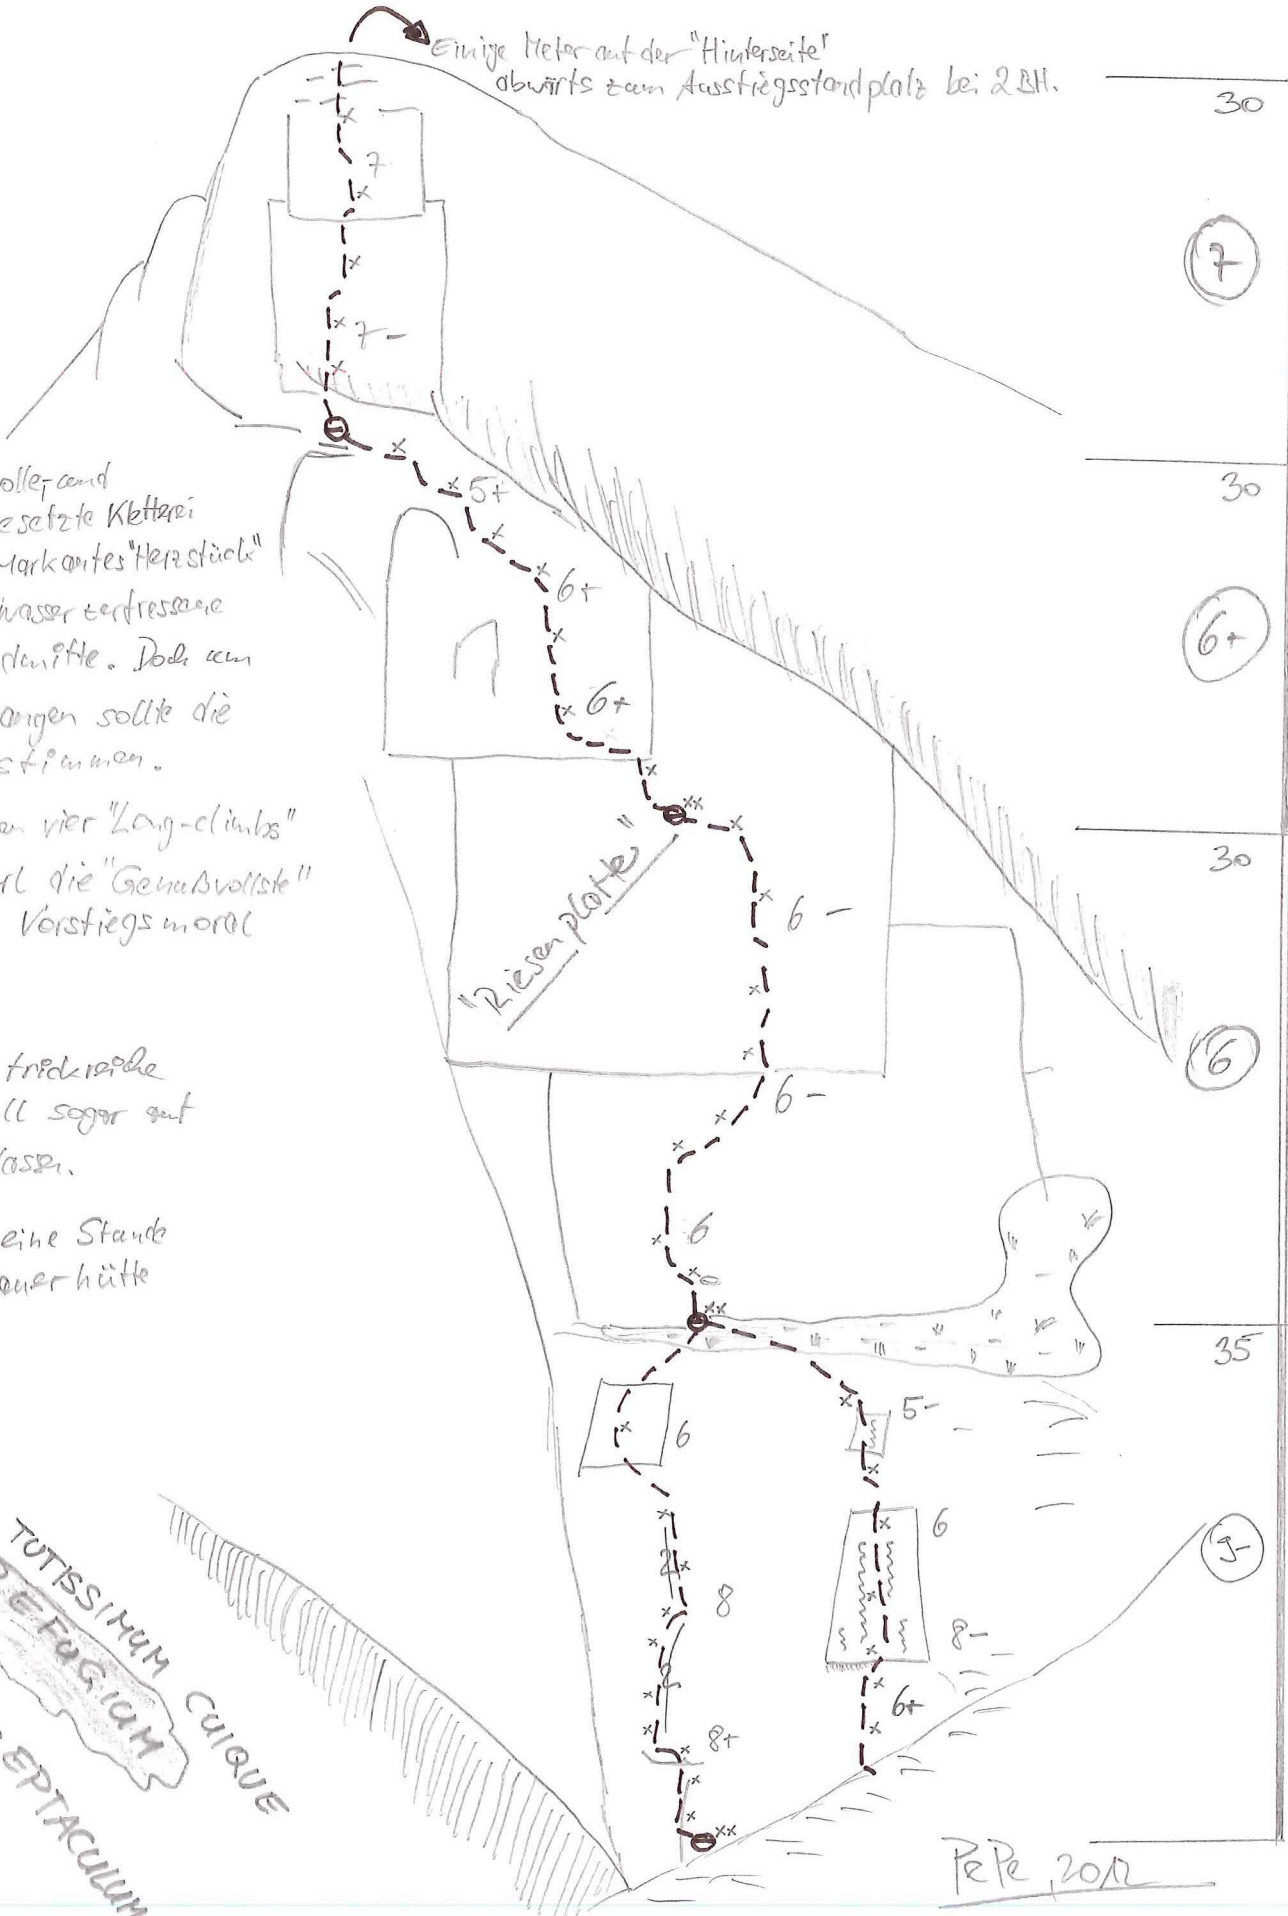 Einige Meter auf der "Hinterseite"
abwärts zum Ausstiegsstandplatz bei 2 BH.
30
7
7
7-
30
5+
6+
6+
6+
30
"Riesenplatte"
6-
6-
6
6
35
6
5-
6
8
8-
6+
8+
9-
olle, und
esetzte Kletterei
Markantes "Herzstück"
wasserzerfressene
dmitte. Doch um
angen sollte die
stimmen.
en vier "Long-climbs"
rl die "Genußvollste"
Vorstiegsmoral
trickreiche
ll sogar gut
lassen.
eine Stunde
auerhütte
TUTISSIMUM
REFUGIUM
CUIQUE
EPTACULUM
PePe, 2012